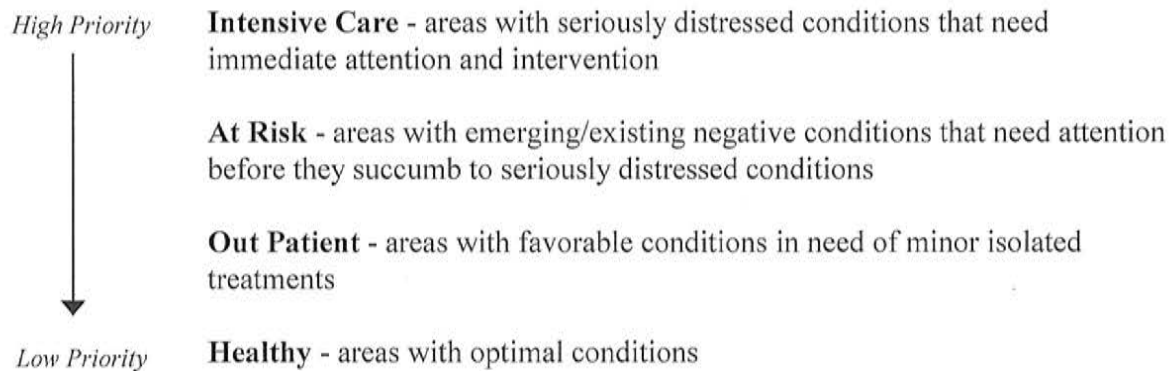 High Priority Intensive Care - areas with seriously distressed conditions that need
immediate attention and intervention
At Risk - areas with emerging/existing negative conditions that need attention
before they succumb to seriously distressed conditions
Out Patient - areas with favorable conditions in need of minor isolated
treatments
Low Priority Healthy - areas with optimal conditions